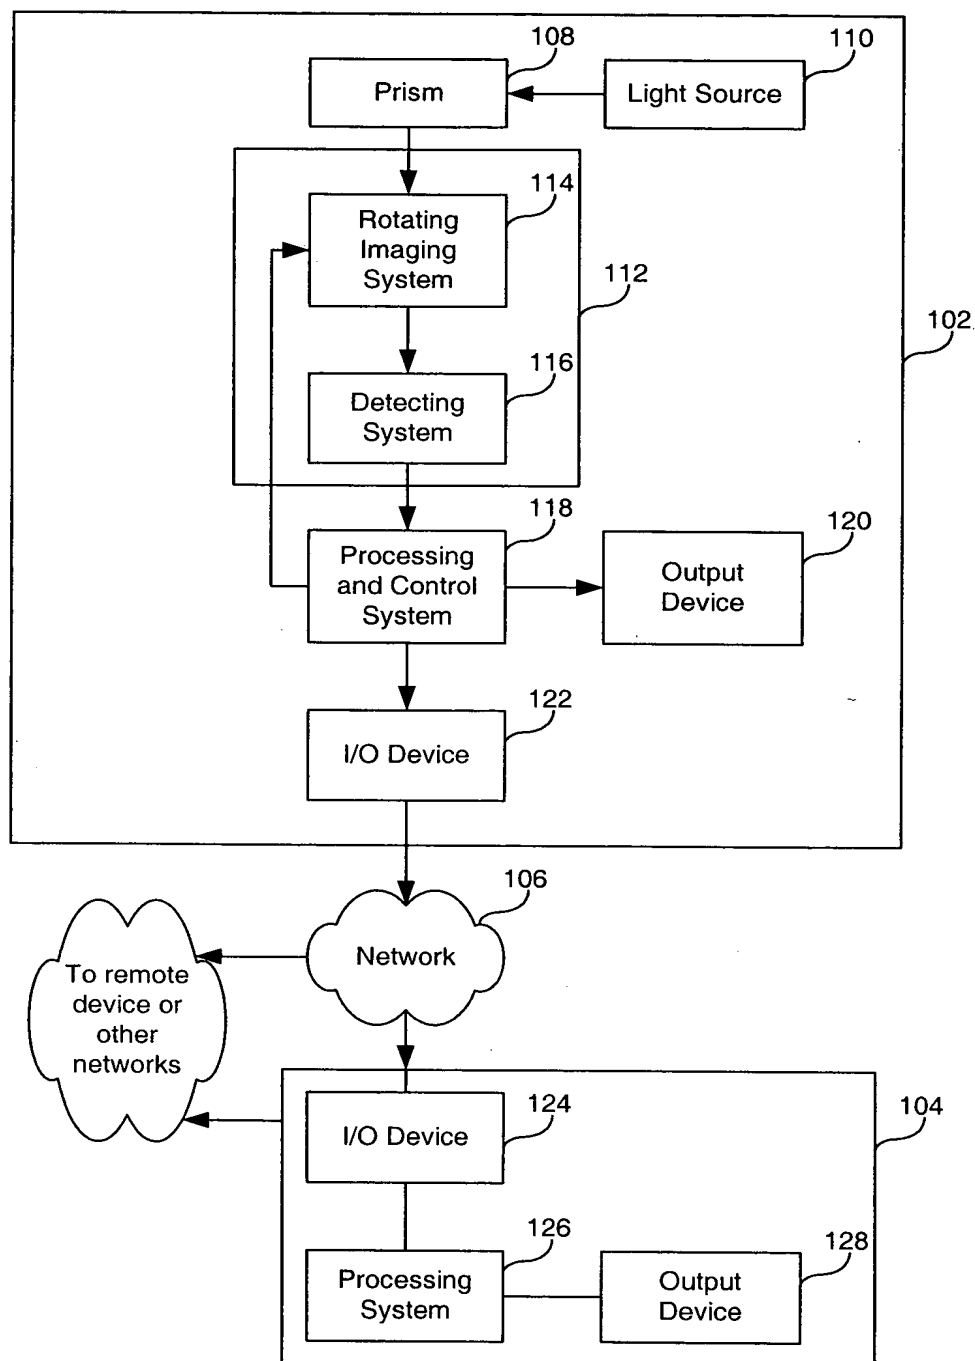 108
110
Prism
Light Source
114
Rotating
Imaging
System
112
102
116
Detecting
System
118
120
Processing
and Control
System
Output
Device
122
I/O Device
106
Network
To remote
device or
other
networks
124
104
I/O Device
126
128
Processing
System
Output
Device